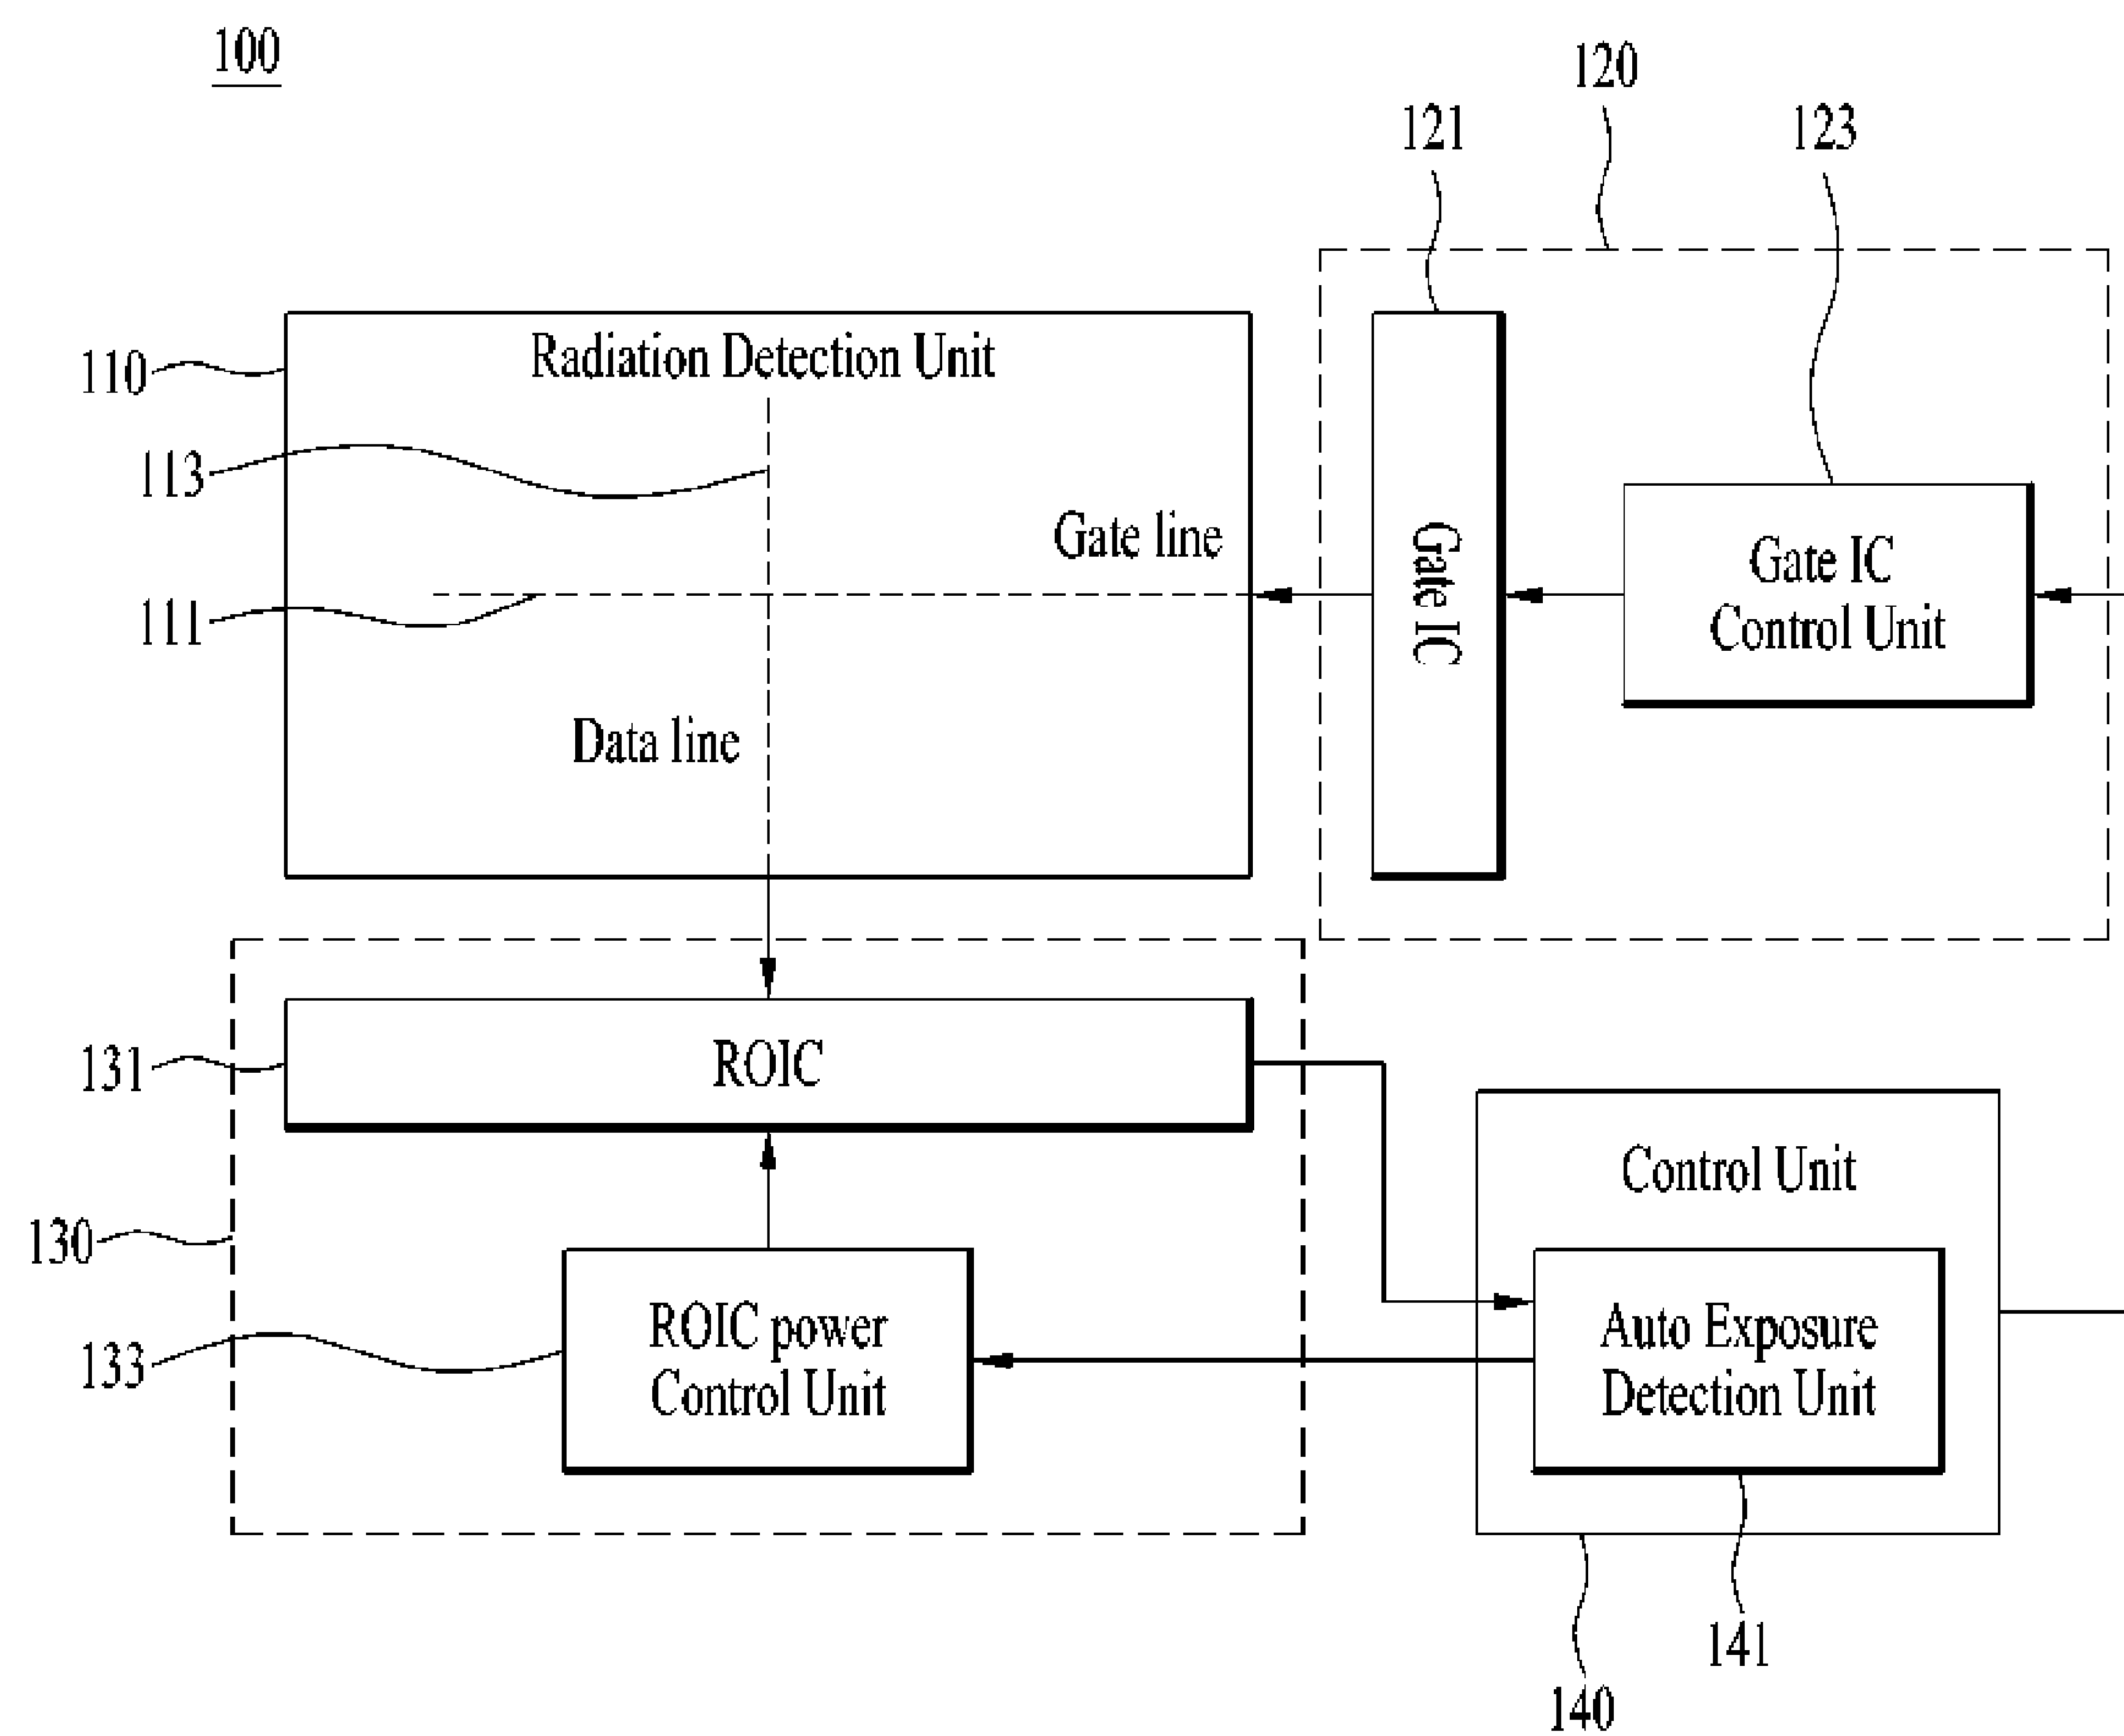 100
120
121
123
Radiation Detection Unit
110
113
Gate line
Gate IC
Gate IC
Control Unit
111
Data line
131
ROIC
Control Unit
130
ROIC power
Control Unit
Auto Exposure
Detection Unit
133
141
140